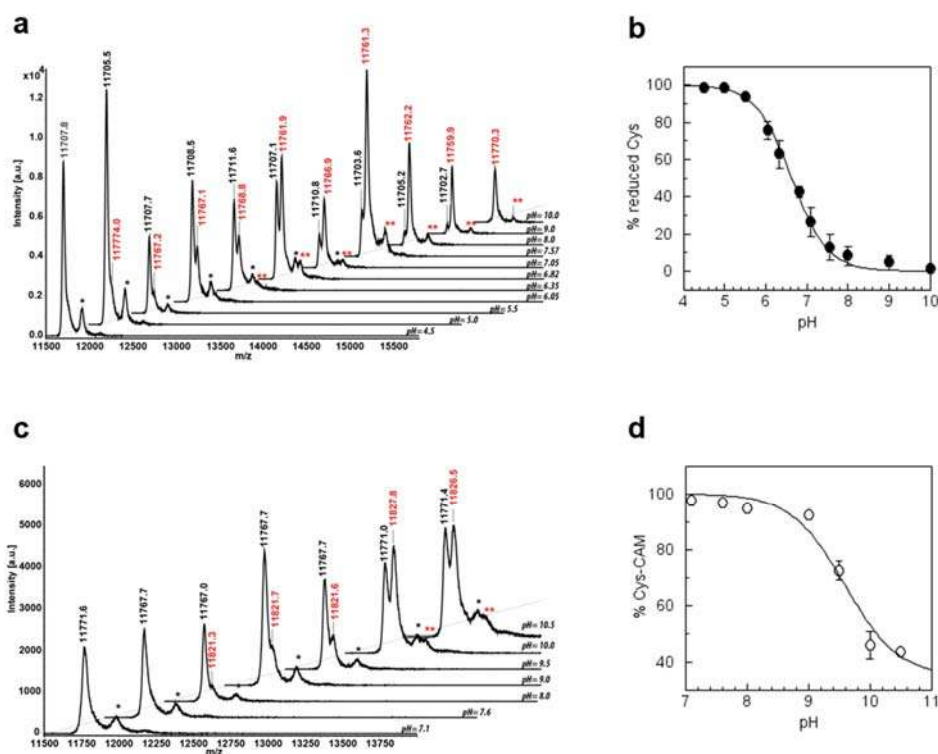 a
x10⁴
Intensity [a.u.]
1.2
1.0
0.8
0.6
0.4
0.2
0.0
11500 12000 12500 13000 13500 14000 14500 15000 15500
m/z
11707.8
*
11705.5
117774.0
*
11707.7
11767.2
*
11708.5
11767.1
*
11711.6
11768.8
*
**
11707.1
11761.9
*
**
11710.8
11766.9
*
**
11703.6
11761.3
**
11705.2
11762.2
**
11702.7
11759.9
**
11770.3
**
pH= 10.0
pH= 9.0
pH= 8.0
pH= 7.57
pH= 7.05
pH= 6.82
pH= 6.35
pH= 6.05
pH= 5.5
pH= 5.0
pH= 4.5
b
% reduced Cys
100
80
60
40
20
0
4 5 6 7 8 9 10
pH
c
Intensity [a.u.]
6000
5000
4000
3000
2000
1000
0
11500 11750 12000 12250 12500 12750 13000 13250 13500 13750
m/z
11771.6
*
11767.7
*
11767.0
11821.3
*
11767.7
11821.7
*
11767.7
11821.6
*
11771.0
11827.8
*
**
11771.4
11826.5
*
**
pH= 10.5
pH= 10.0
pH= 9.5
pH= 9.0
pH= 8.0
pH= 7.6
pH= 7.1
d
% Cys-CAM
100
80
60
40
7 8 9 10 11
pH